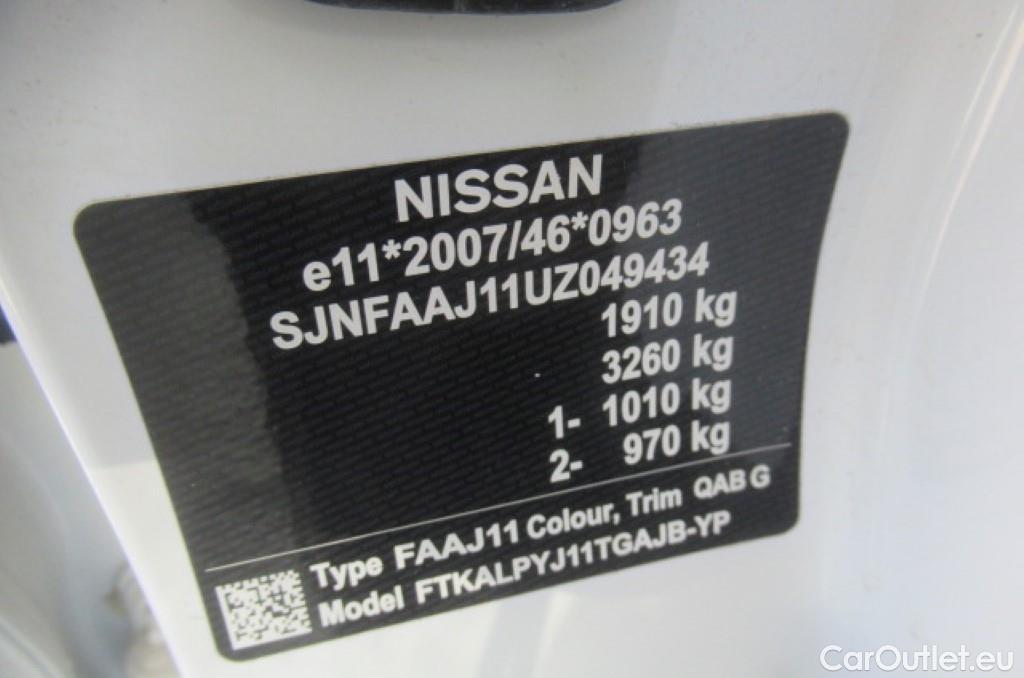 NISSAN
e11*2007/46*0963
SJNFAAJ11UZ049434
1910 kg
3260 kg
1- 1010 kg
2- 970 kg
Type FAAJ11 Colour, Trim QAB G
Model FTKALPYJ11TGAJB-YP
CarOutlet.eu